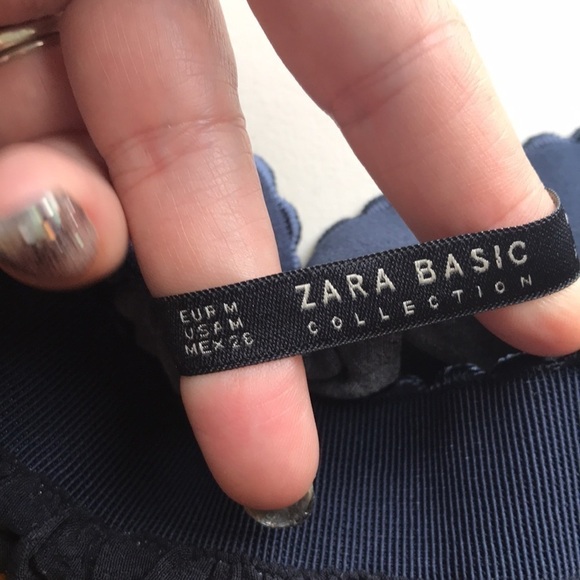 EUR M
USA M
MEX 28
ZARA BASIC
COLLECTION